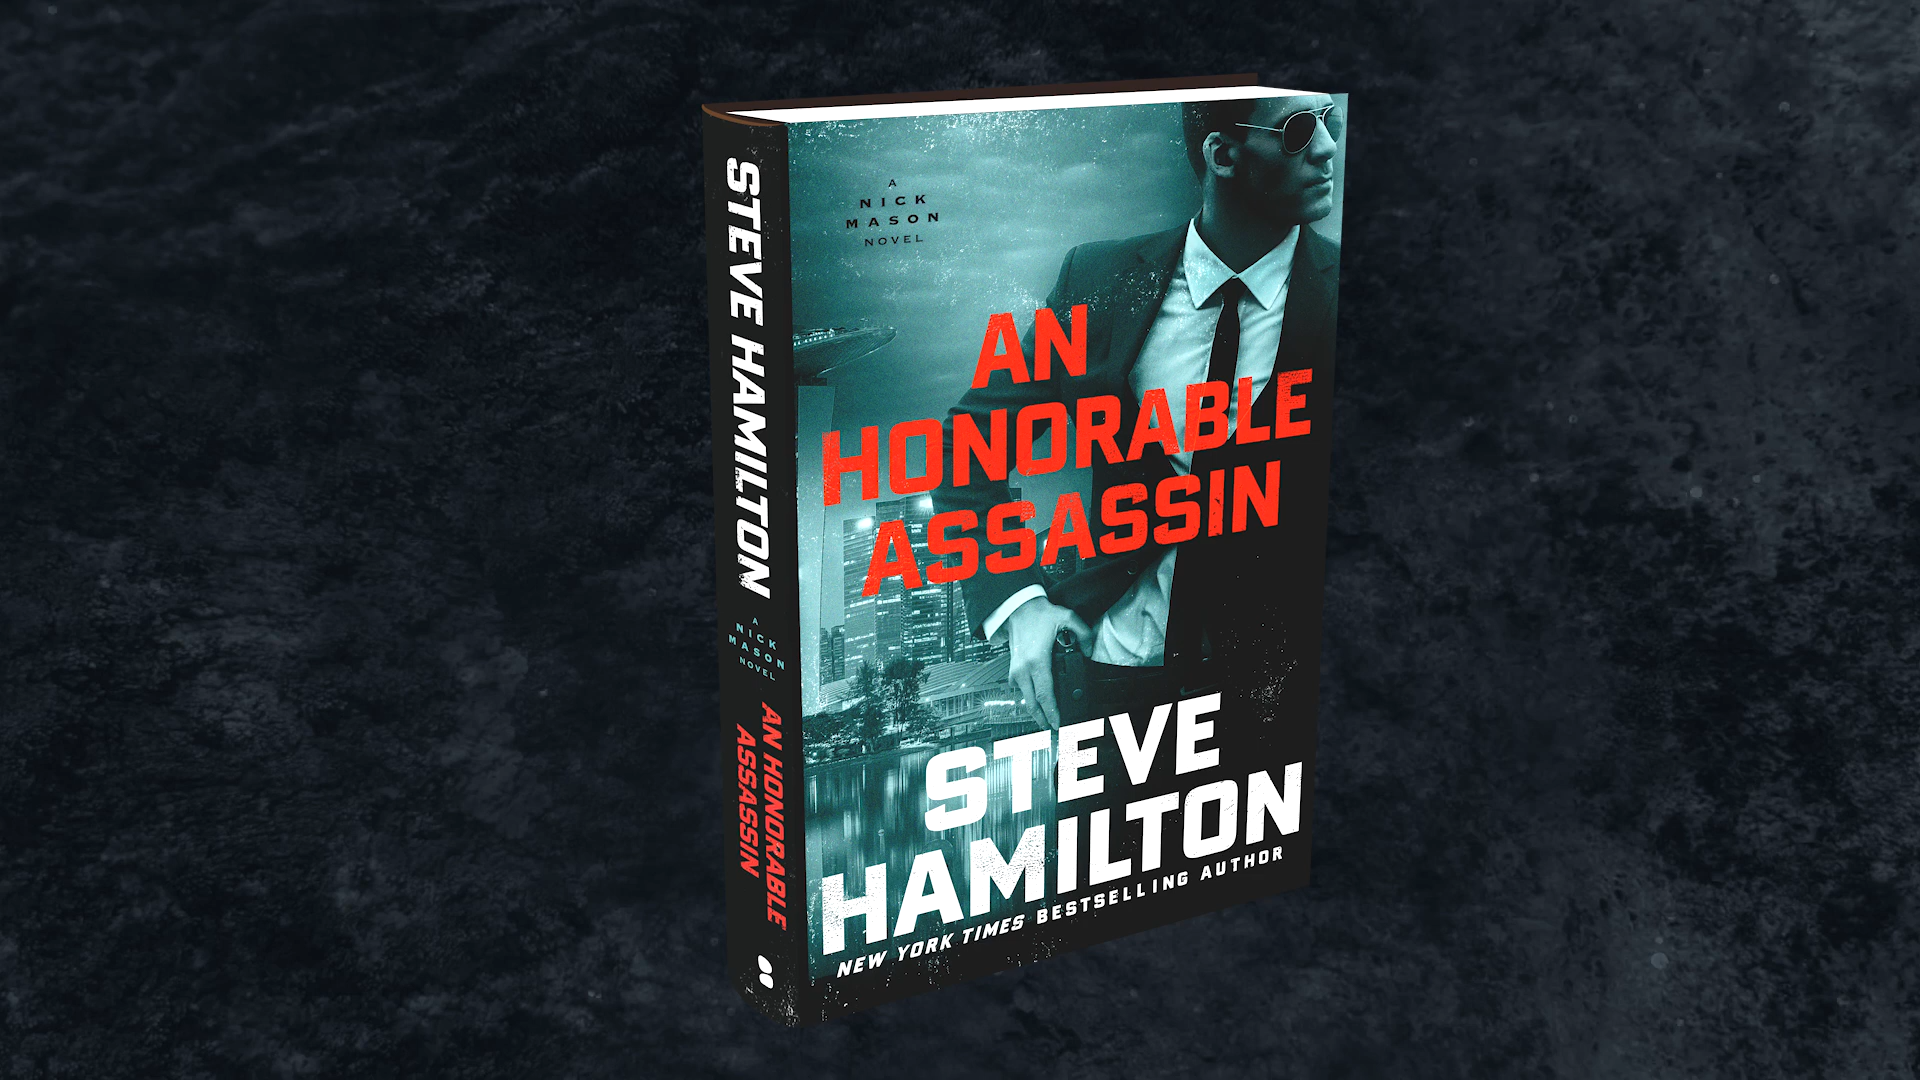 STEVE HAMILTON
A
NICK
MASON
NOVEL
AN HONORABLE
ASSASSIN
A
NICK
MASON
NOVEL
AN
HONORABLE
ASSASSIN
STEVE
HAMILTON
NEW YORK TIMES BESTSELLING AUTHOR